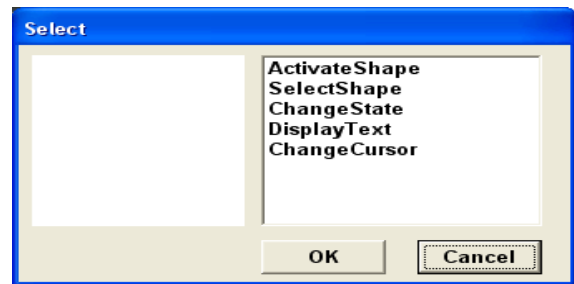 Select
ActivateShape
SelectShape
ChangeState
DisplayText
ChangeCursor
OK Cancel